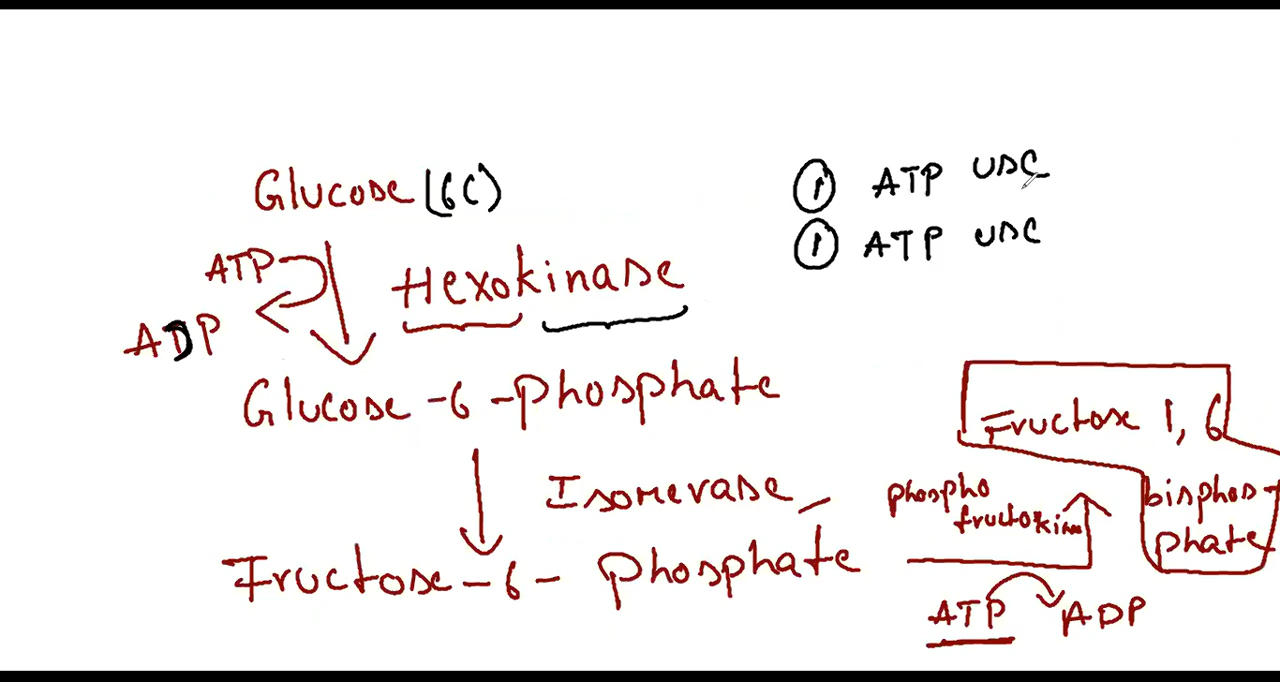 Glucose (6C)
① ATP use
① ATP use
ATP
Hexokinase
ADP
Glucose -6 -phosphate
Fructose 1, 6
bisphos-
phate
Isomerase
phospho
fructokin
Fructose -6- phosphate
ATP
ADP